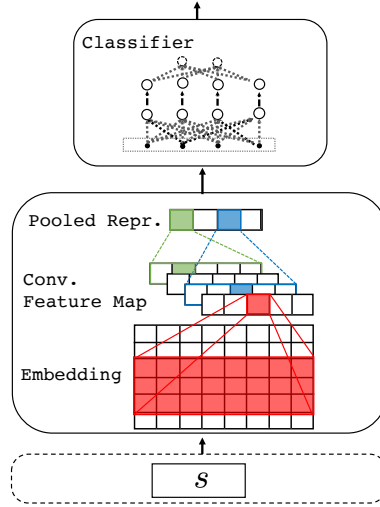 Classifier
Pooled Repr.
Conv.
Feature Map
Embedding
s